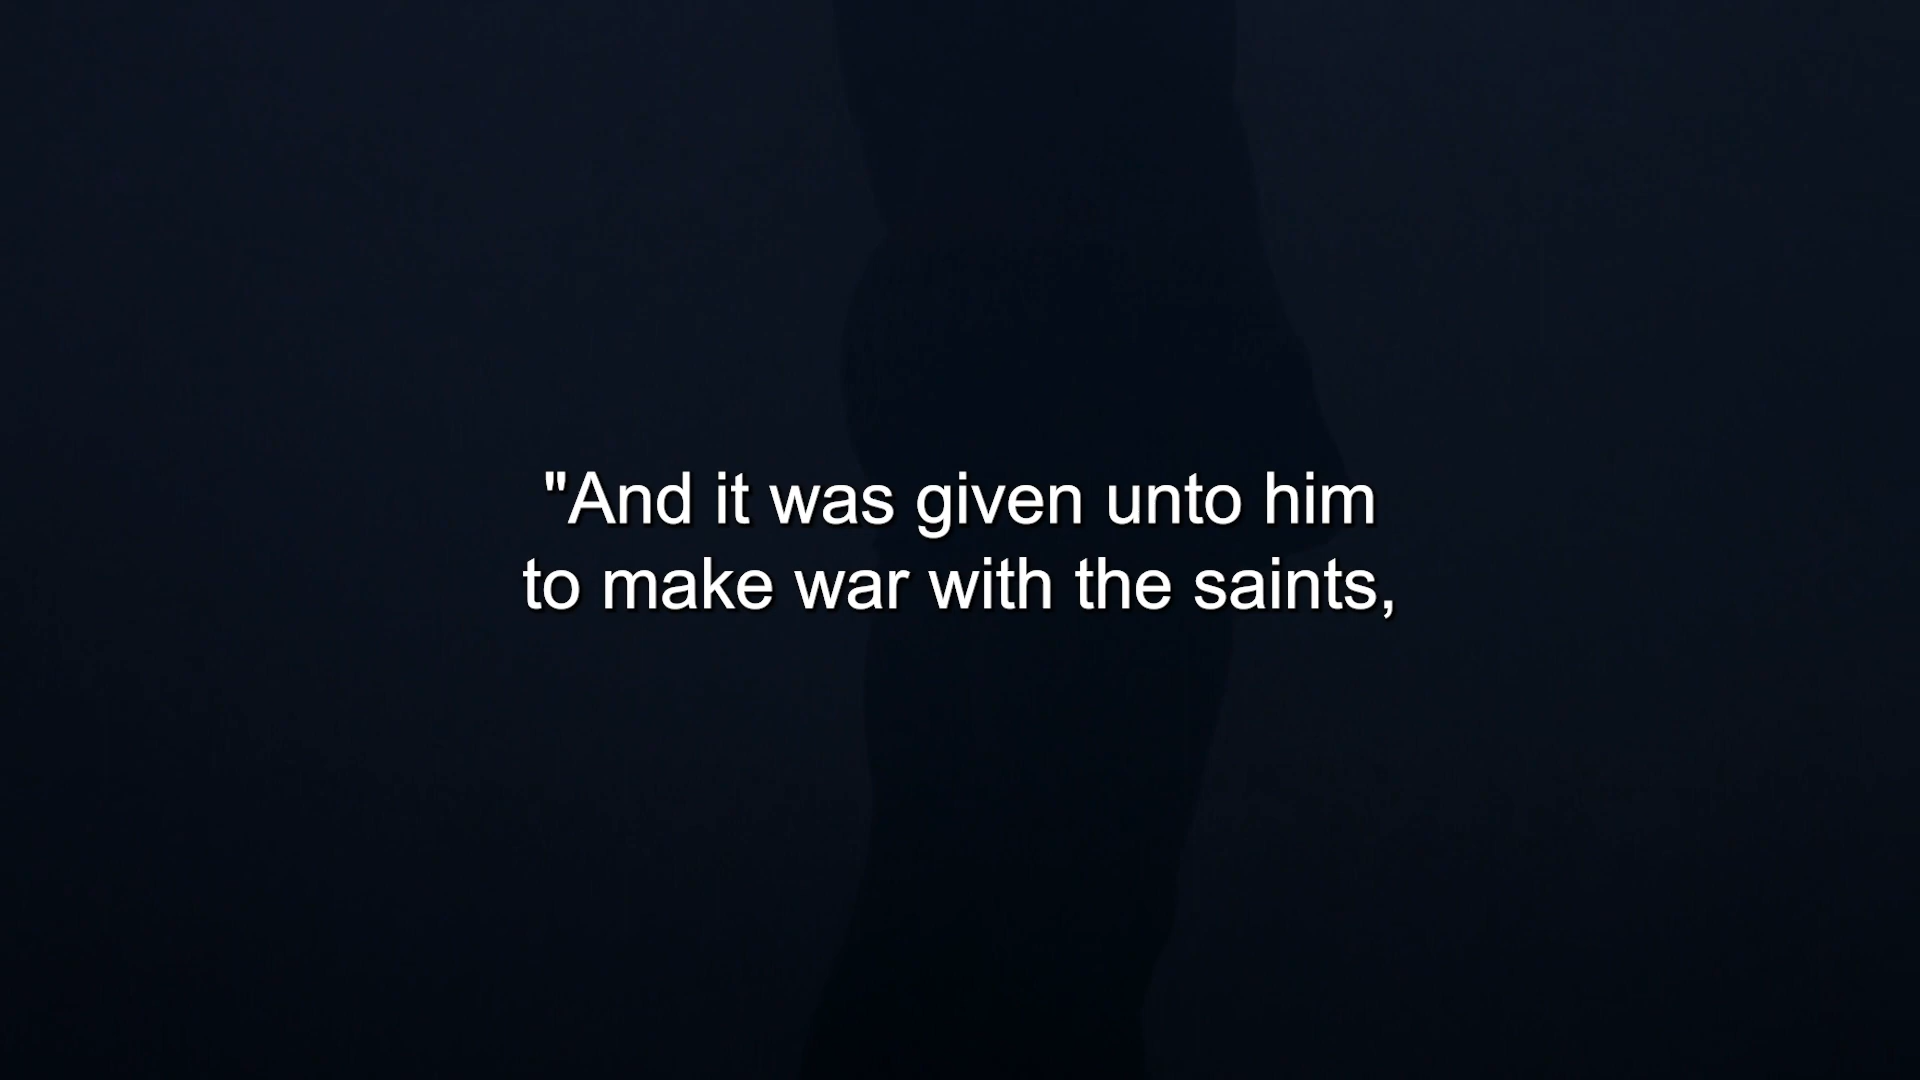 "And it was given unto him
to make war with the saints,